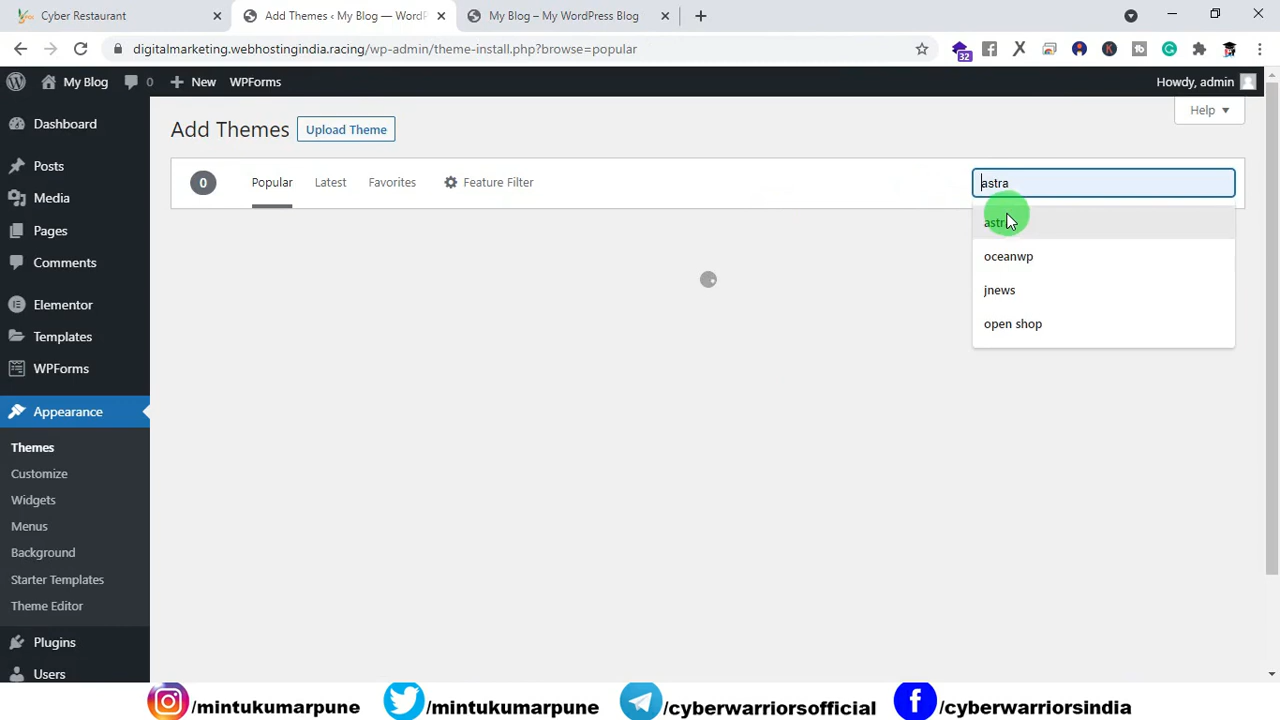 Cyber Restaurant
Add Themes ‹ My Blog — WordP
My Blog – My WordPress Blog
digitalmarketing.webhostingindia.racing/wp-admin/theme-install.php?browse=popular
32
My Blog
0
New
WPForms
Howdy, admin
Dashboard
Posts
Media
Pages
Comments
Elementor
Templates
WPForms
Appearance
Themes
Customize
Widgets
Menus
Background
Starter Templates
Theme Editor
Plugins
Users
Help
Add Themes
Upload Theme
0
Popular
Latest
Favorites
Feature Filter
astra
astr
oceanwp
jnews
open shop
/mintukumarpune
/mintukumarpune
/cyberwarriorsofficial
/cyberwarriorsindia